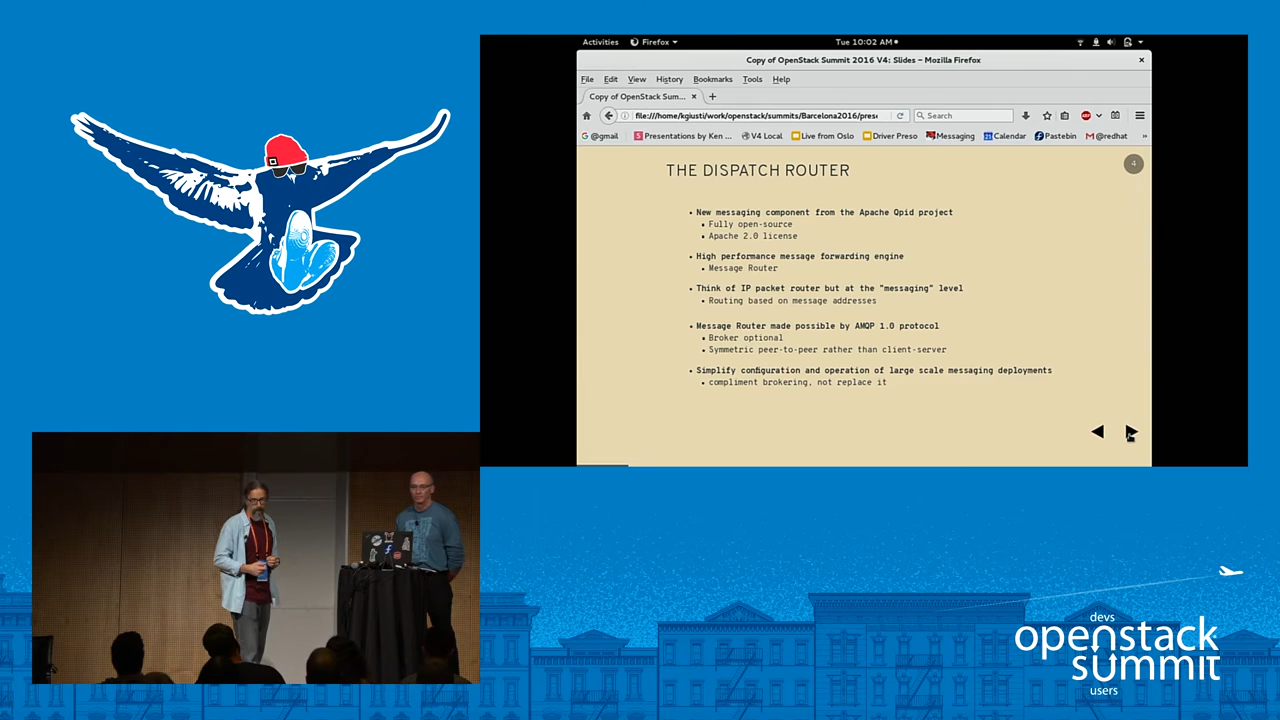 Activities Firefox Tue 10:02 AM
Copy of OpenStack Summit 2016 V4: Slides – Mozilla Firefox
File Edit View History Bookmarks Tools Help
Copy of OpenStack Sum...
file:///home/kgiusti/work/openstack/summits/Barcelona2016/pres Search
@gmail Presentations by Ken ... V4 Local Live from Oslo Driver Preso Messaging Calendar Pastebin M@redhat
THE DISPATCH ROUTER
4
• New messaging component from the Apache Qpid project
• Fully open-source
• Apache 2.0 license
• High performance message forwarding engine
• Message Router
• Think of IP packet router but at the "messaging" level
• Routing based on message addresses
• Message Router made possible by AMQP 1.0 protocol
• Broker optional
• Symmetric peer-to-peer rather than client-server
• Simplify configuration and operation of large scale messaging deployments
• compliment brokering, not replace it
devs
openstack
summit
users